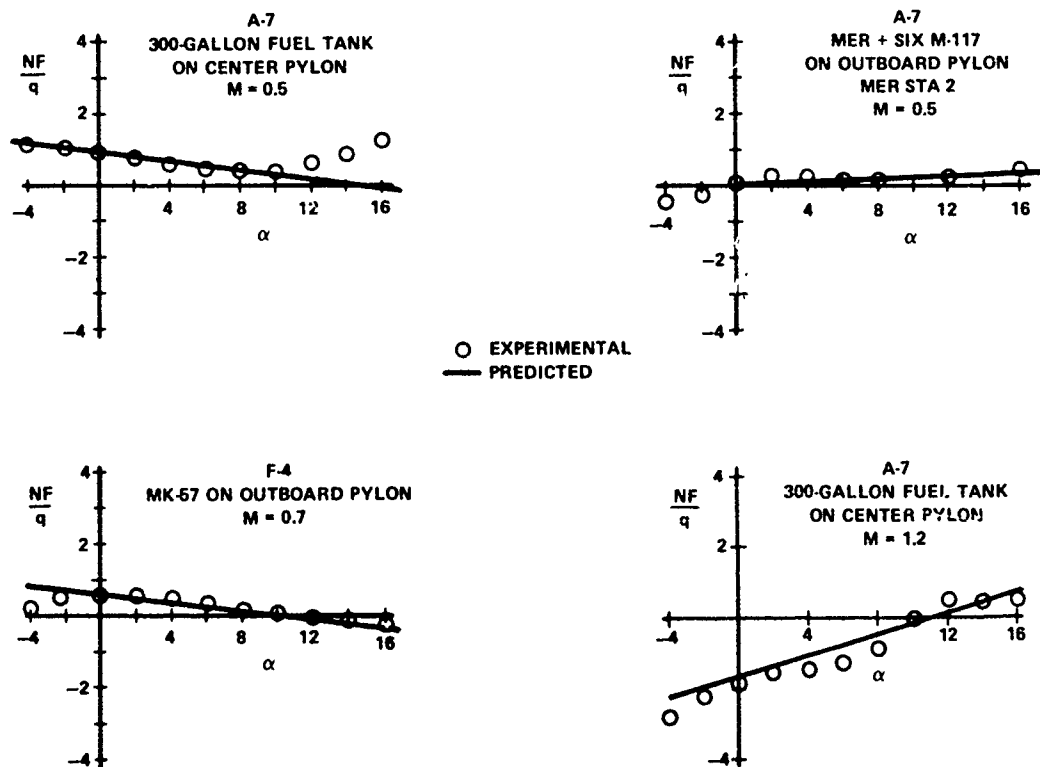 A-7
300-GALLON FUEL TANK
ON CENTER PYLON
M = 0.5
NF
q
4
2
-4
4
8
12
16
α
-2
-4
A-7
MER + SIX M-117
ON OUTBOARD PYLON
MER STA 2
M = 0.5
NF
q
4
2
-4
4
8
12
16
α
-2
-4
EXPERIMENTAL
PREDICTED
F-4
MK-57 ON OUTBOARD PYLON
M = 0.7
NF
q
4
2
-4
4
8
12
16
α
-2
-4
A-7
300-GALLON FUEL TANK
ON CENTER PYLON
M = 1.2
NF
q
4
2
-4
4
8
12
16
α
-2
-4